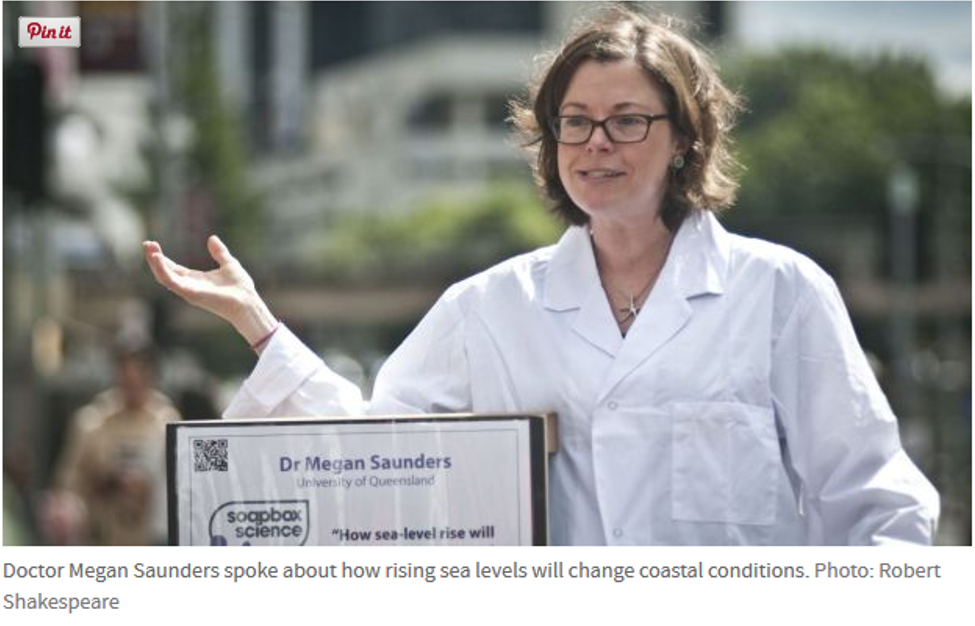 Pin it
Dr Megan Saunders
University of Queensland
soapbox
science
"How sea-level rise will
Doctor Megan Saunders spoke about how rising sea levels will change coastal conditions. Photo: Robert
Shakespeare